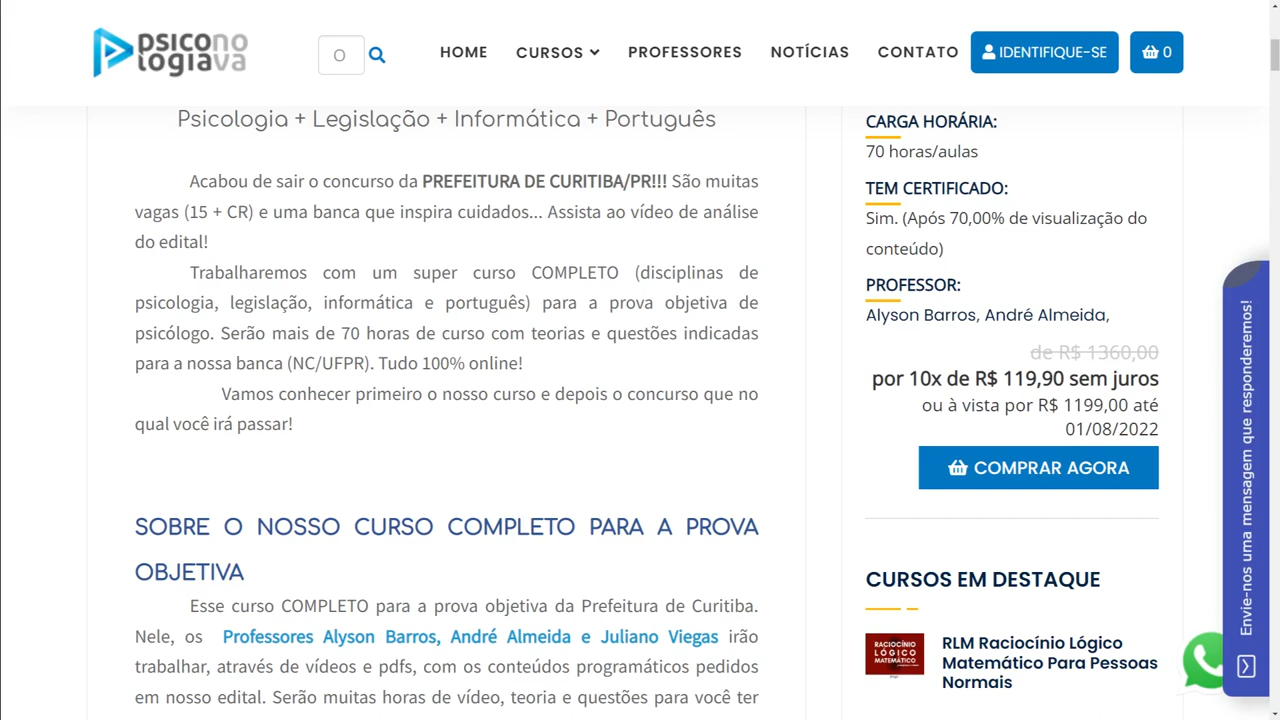 psicono
logiava
O
HOME
CURSOS
PROFESSORES
NOTÍCIAS
CONTATO
IDENTIFIQUE-SE
0
Psicologia + Legislação + Informática + Português
Acabou de sair o concurso da PREFEITURA DE CURITIBA/PR!!! São muitas
vagas (15 + CR) e uma banca que inspira cuidados... Assista ao vídeo de análise
do edital!
Trabalharemos com um super curso COMPLETO (disciplinas de
psicologia, legislação, informática e português) para a prova objetiva de
psicólogo. Serão mais de 70 horas de curso com teorias e questões indicadas
para a nossa banca (NC/UFPR). Tudo 100% online!
Vamos conhecer primeiro o nosso curso e depois o concurso que no
qual você irá passar!
SOBRE O NOSSO CURSO COMPLETO PARA A PROVA
OBJETIVA
Esse curso COMPLETO para a prova objetiva da Prefeitura de Curitiba.
Nele, os Professores Alyson Barros, André Almeida e Juliano Viegas irão
trabalhar, através de vídeos e pdfs, com os conteúdos programáticos pedidos
em nosso edital. Serão muitas horas de vídeo, teoria e questões para você ter
CARGA HORÁRIA:
70 horas/aulas
TEM CERTIFICADO:
Sim. (Após 70,00% de visualização do
conteúdo)
PROFESSOR:
Alyson Barros, André Almeida,
de R$ 1360,00
por 10x de R$ 119,90 sem juros
ou à vista por R$ 1199,00 até
01/08/2022
COMPRAR AGORA
CURSOS EM DESTAQUE
RACIOCÍNIO
LÓGICO
MATEMÁTICO
RLM Raciocínio Lógico
Matemático Para Pessoas
Normais
Envie-nos uma mensagem que responderemos!